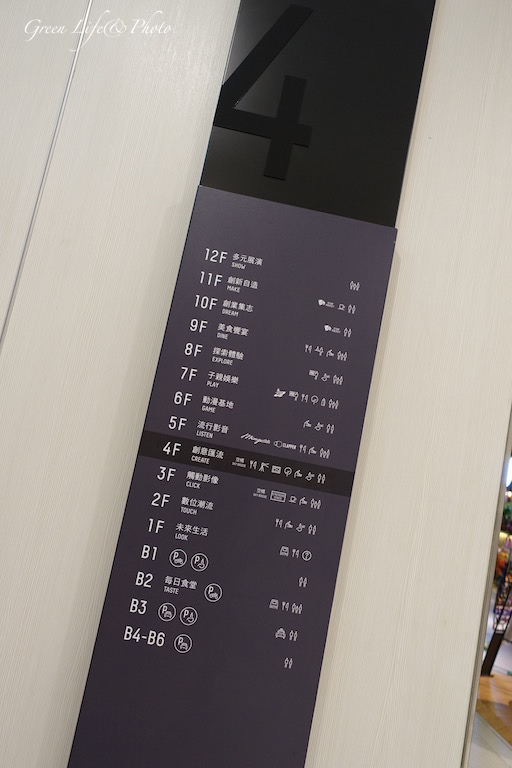 Green Life & Photo
4
12F 多元展演
SHOW
11F 創新自造
MAKE
10F 創業集志
DREAM
9F 美食饗宴
DINE
8F 探索體驗
EXPLORE
7F 子親娛樂
PLAY
6F 動漫基地
GAME
5F 流行影音
LISTEN
4F 創意匯流
CREATE
3F 觸動影像
CLICK
2F 數位潮流
TOUCH
1F 未來生活
LOOK
B1 P P
B2 每日食堂 P
TASTE
B3 P P
B4-B6 P